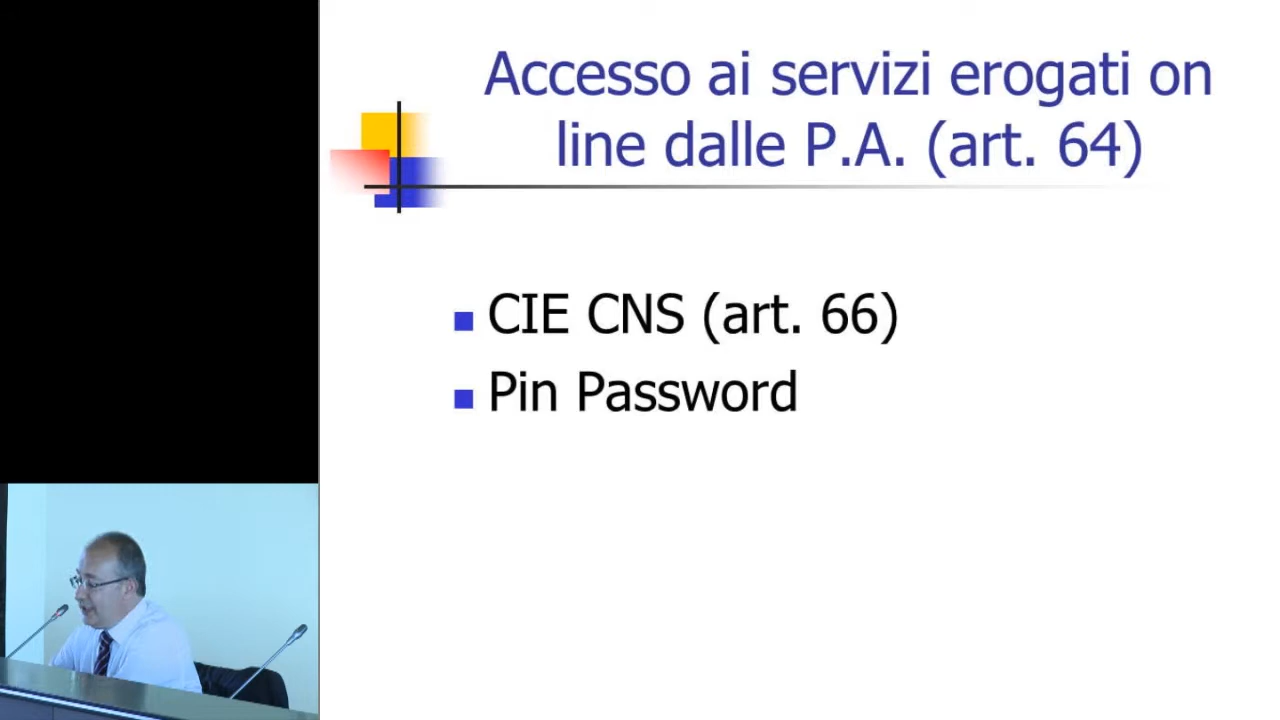 Accesso ai servizi erogati on
line dalle P.A. (art. 64)
CIE CNS (art. 66)
Pin Password